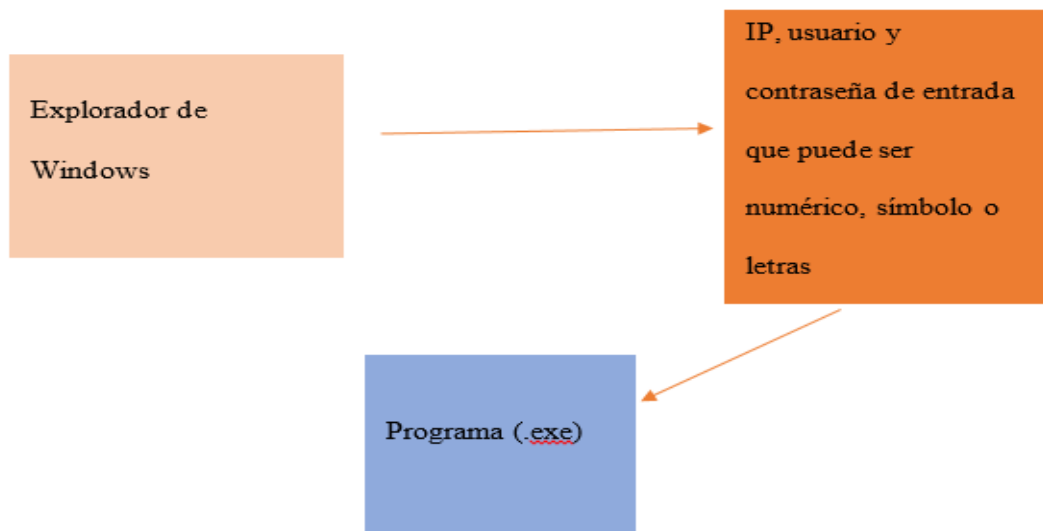 Explorador de
Windows
IP, usuario y
contraseña de entrada
que puede ser
numérico, símbolo o
letras
Programa (.exe)